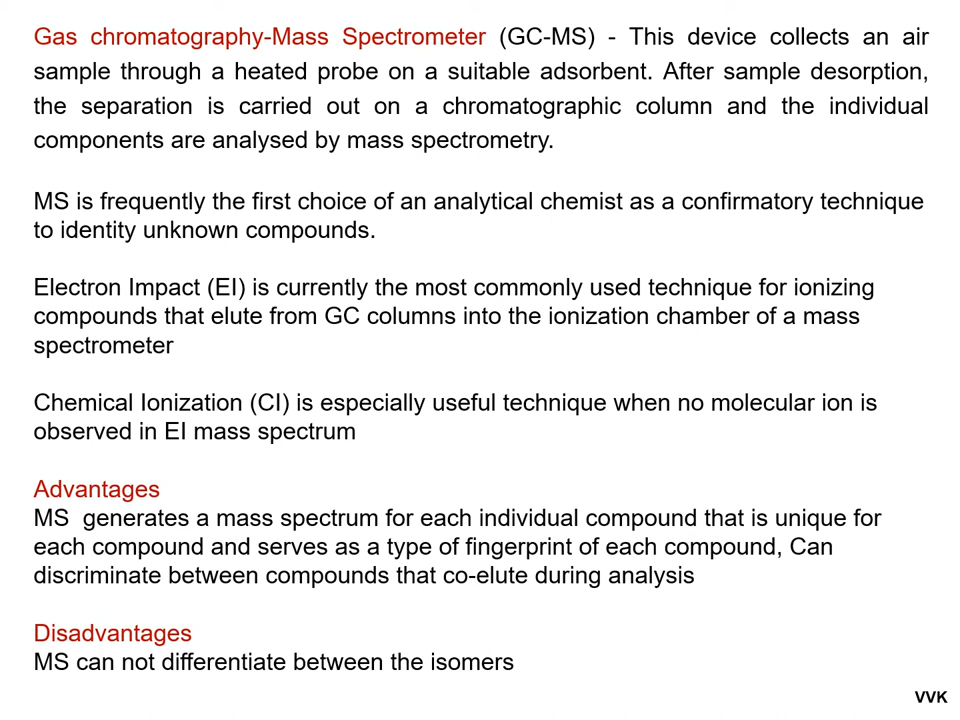 Gas chromatography-Mass Spectrometer (GC-MS) - This device collects an air
sample through a heated probe on a suitable adsorbent. After sample desorption,
the separation is carried out on a chromatographic column and the individual
components are analysed by mass spectrometry.
MS is frequently the first choice of an analytical chemist as a confirmatory technique
to identity unknown compounds.
Electron Impact (EI) is currently the most commonly used technique for ionizing
compounds that elute from GC columns into the ionization chamber of a mass
spectrometer
Chemical Ionization (CI) is especially useful technique when no molecular ion is
observed in EI mass spectrum
Advantages
MS  generates a mass spectrum for each individual compound that is unique for
each compound and serves as a type of fingerprint of each compound, Can
discriminate between compounds that co-elute during analysis
Disadvantages
MS can not differentiate between the isomers
VVK